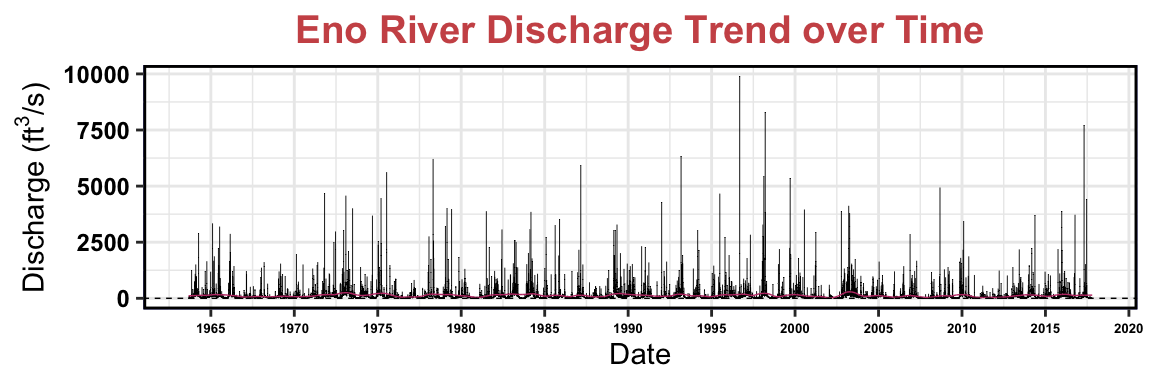 Eno River Discharge Trend over Time
Discharge (ft³/s)
10000
7500
5000
2500
0
1965 1970 1975 1980 1985 1990 1995 2000 2005 2010 2015 2020
Date